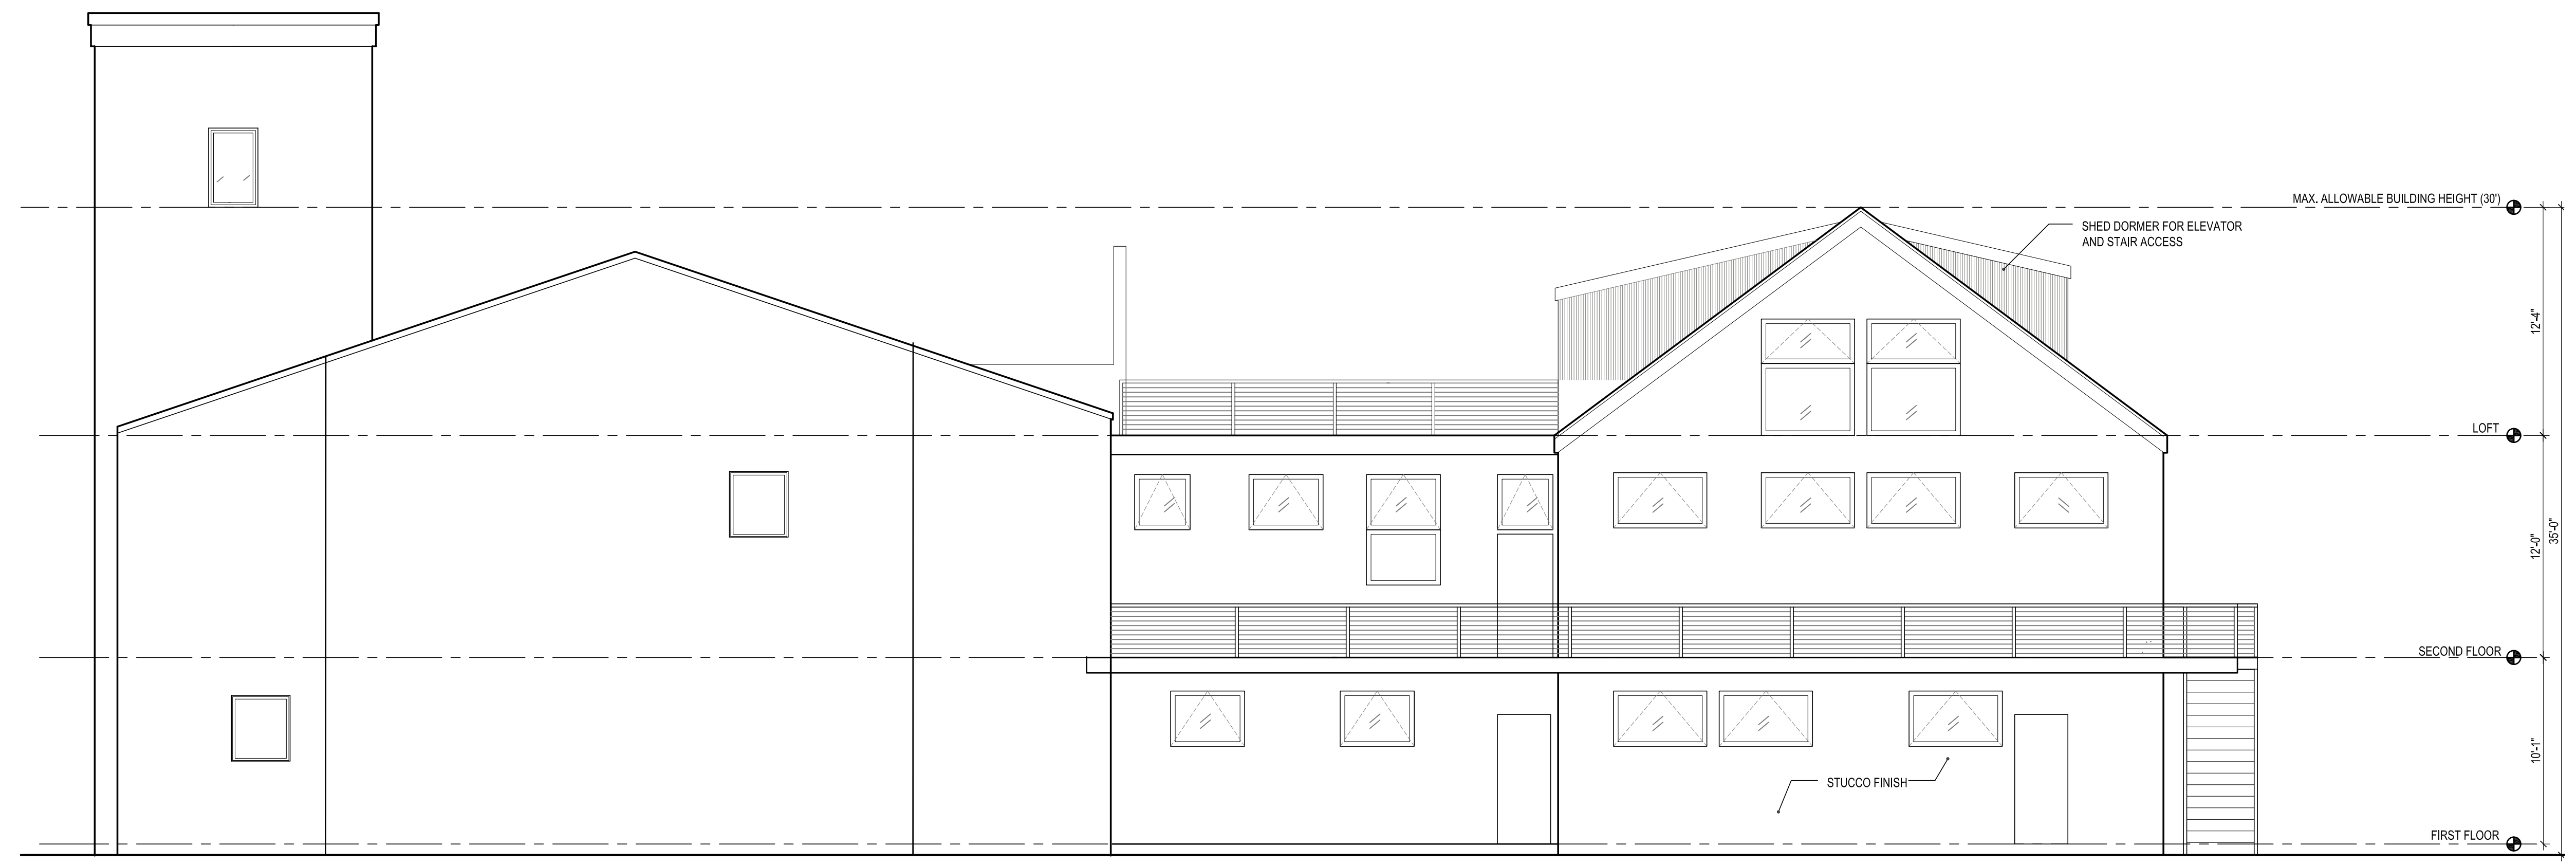 MAX. ALLOWABLE BUILDING HEIGHT (30')
SHED DORMER FOR ELEVATOR
AND STAIR ACCESS
12'-4"
LOFT
12'-0"
35'-0"
SECOND FLOOR
10'-1"
STUCCO FINISH
FIRST FLOOR